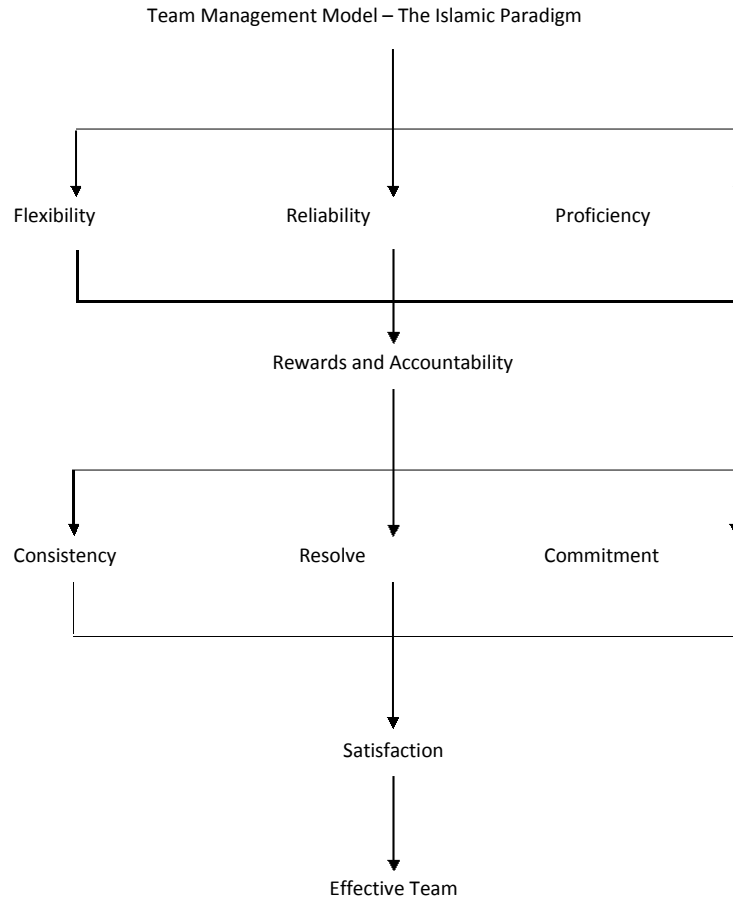 Team Management Model – The Islamic Paradigm
Flexibility Reliability Proficiency
Rewards and Accountability
Consistency Resolve Commitment
Satisfaction
Effective Team